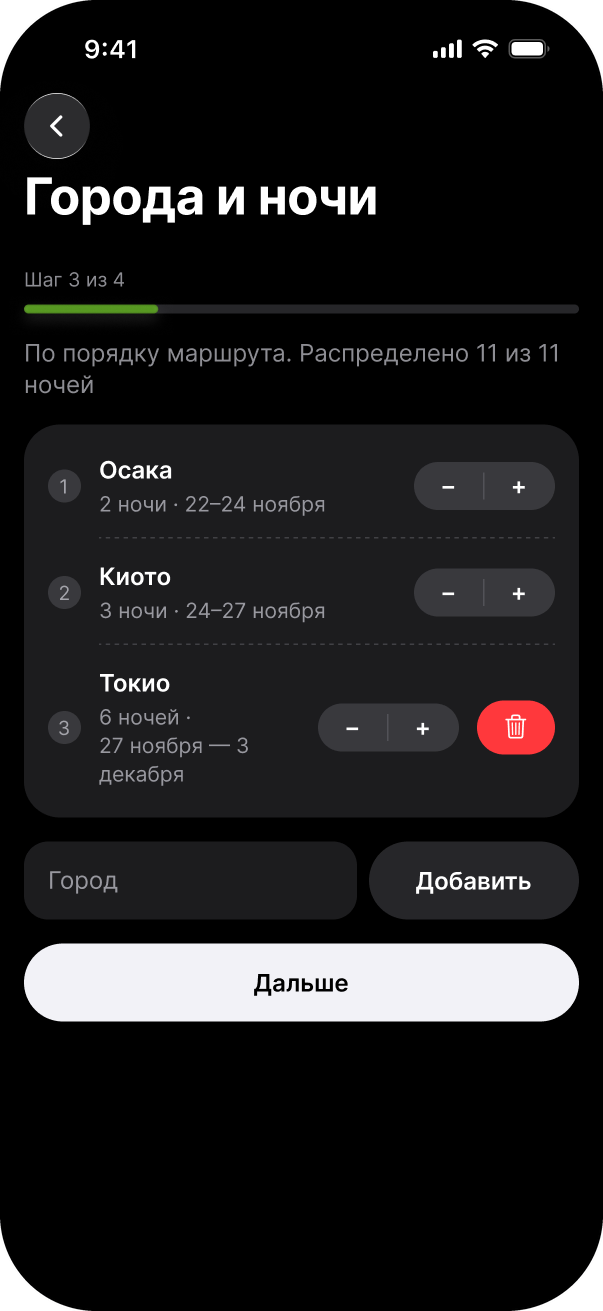 9:41
Города и ночи
Шаг 3 из 4
По порядку маршрута. Распределено 11 из 11
ночей
1
Осака
2 ночи · 22–24 ноября
− +
2
Киото
3 ночи · 24–27 ноября
− +
3
Токио
6 ночей ·
27 ноября — 3
декабря
− +
Город
Добавить
Дальше